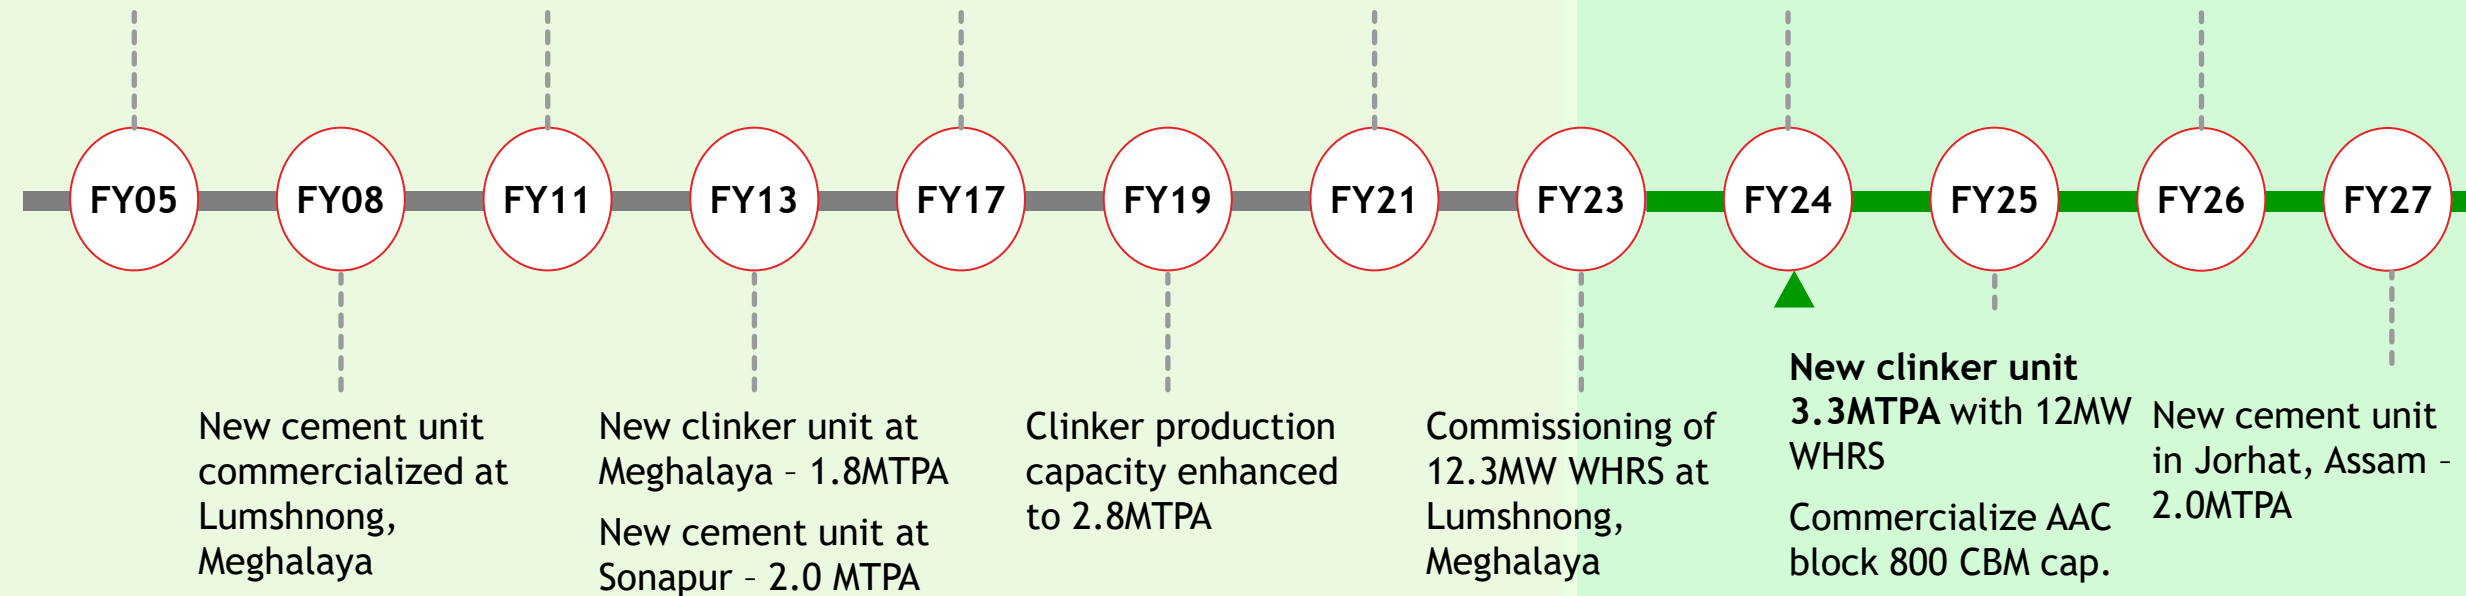 FY05
FY08
FY11
FY13
FY17
FY19
FY21
FY23
FY24
FY25
FY26
FY27
New cement unit
commercialized at
Lumshnong,
Meghalaya
New clinker unit at
Meghalaya – 1.8MTPA
New cement unit at
Sonapur – 2.0 MTPA
Clinker production
capacity enhanced
to 2.8MTPA
Commissioning of
12.3MW WHRS at
Lumshnong,
Meghalaya
New clinker unit
3.3MTPA with 12MW
WHRS
Commercialize AAC
block 800 CBM cap.
New cement unit
in Jorhat, Assam –
2.0MTPA